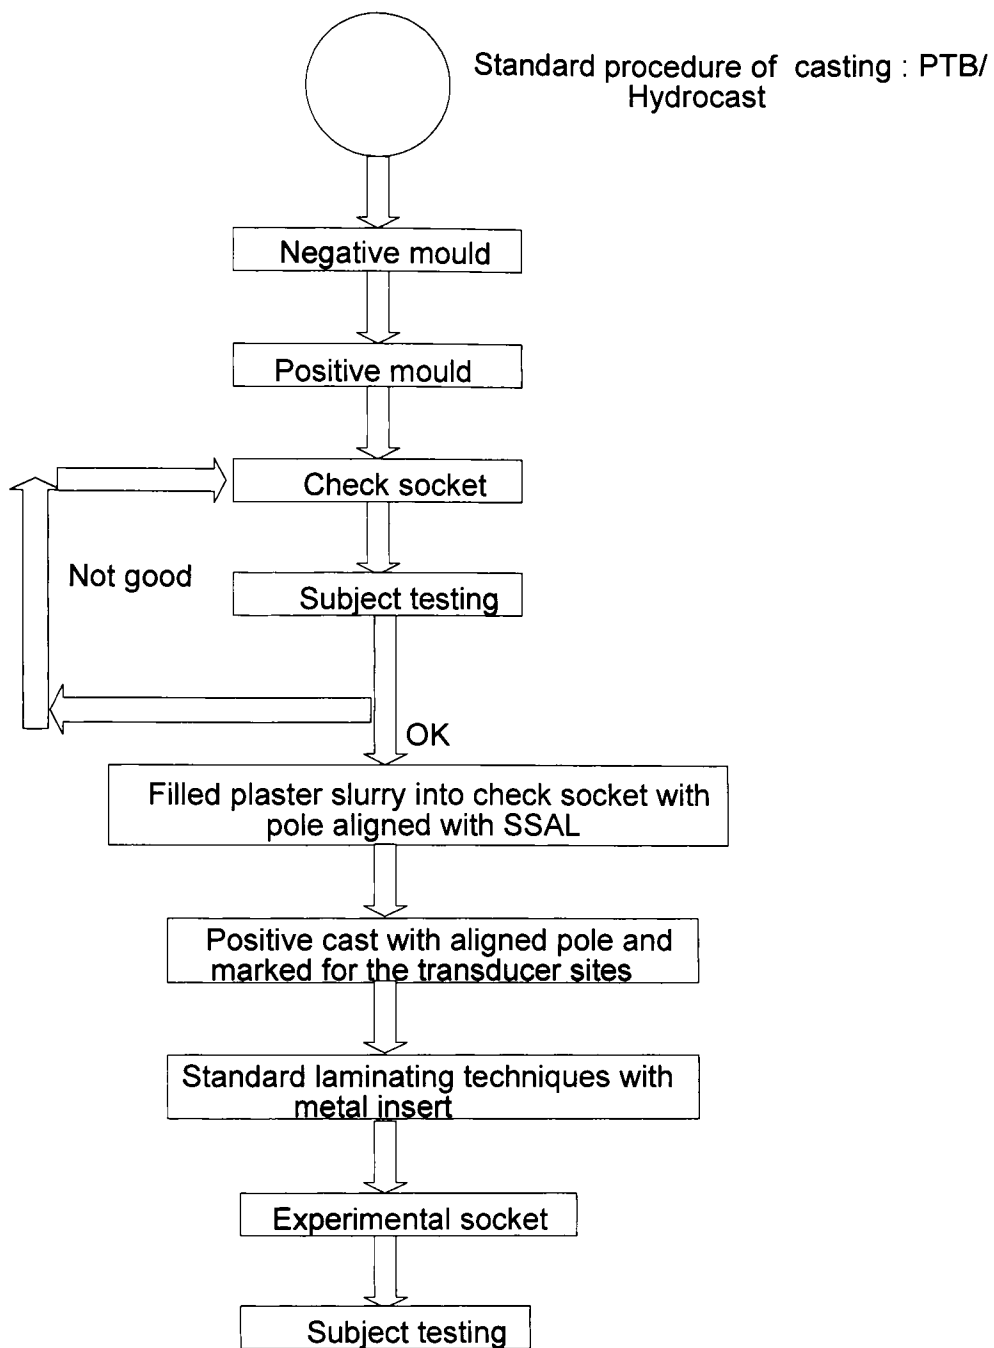 Standard procedure of casting : PTB/
Hydrocast
Negative mould
Positive mould
Check socket
Not good
Subject testing
OK
Filled plaster slurry into check socket with
pole aligned with SSAL
Positive cast with aligned pole and
marked for the transducer sites
Standard laminating techniques with
metal insert
Experimental socket
Subject testing